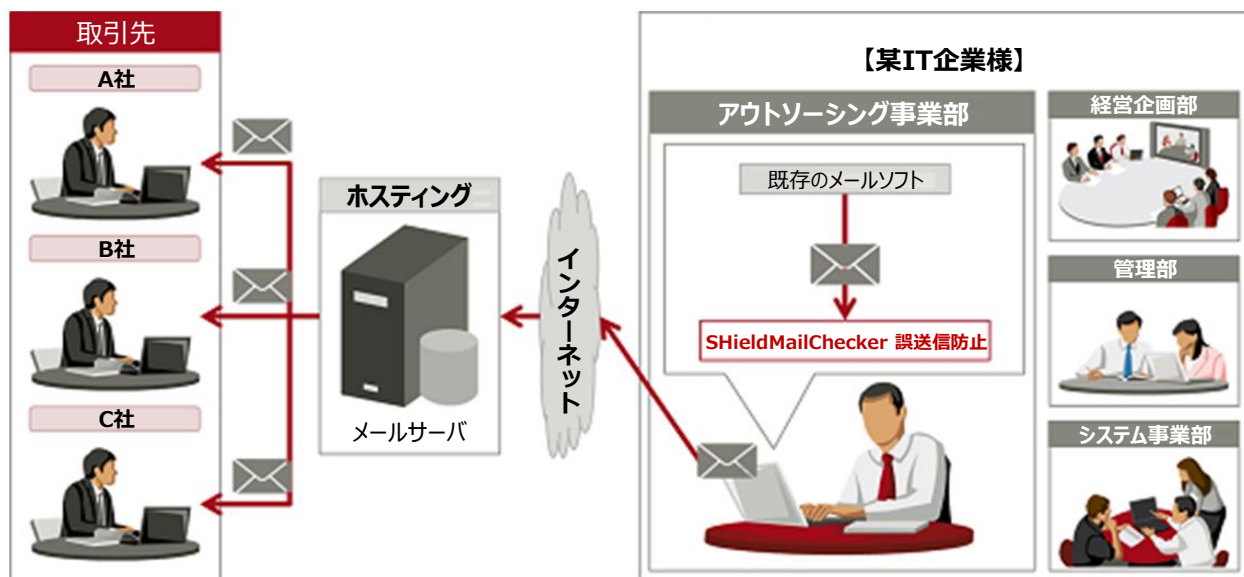 取引先
A社
B社
C社
ホスティング
メールサーバ
インターネット
【某IT企業様】
アウトソーシング事業部
既存のメールソフト
SHieldMailChecker 誤送信防止
経営企画部
管理部
システム事業部